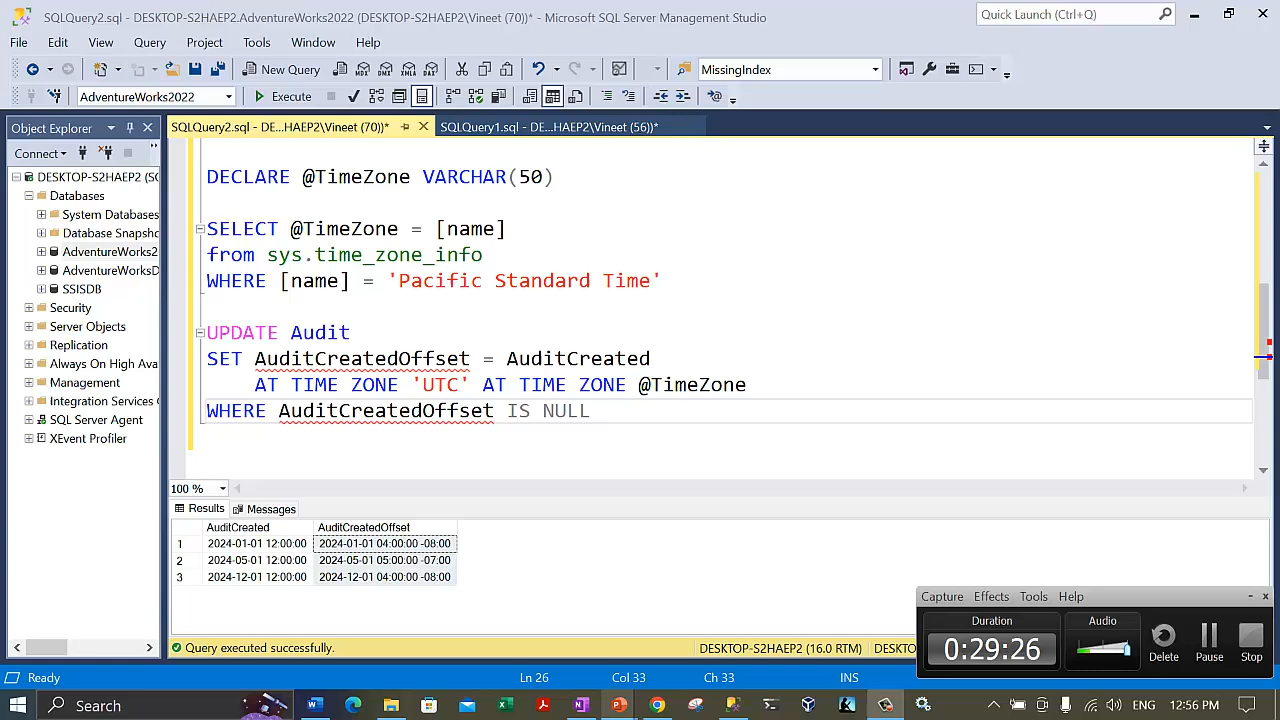 SQLQuery2.sql - DESKTOP-S2HAEP2.AdventureWorks2022 (DESKTOP-S2HAEP2\Vineet (70))* - Microsoft SQL Server Management Studio
Quick Launch (Ctrl+Q)
File Edit View Query Project Tools Window Help
New Query
MDX DMX XMLA DAX
MissingIndex
AdventureWorks2022
Execute
Object Explorer
SQLQuery2.sql - DE...HAEP2\Vineet (70))*
SQLQuery1.sql - DE...HAEP2\Vineet (56))*
Connect
DESKTOP-S2HAEP2 (SQ
Databases
System Databases
Database Snapsho
AdventureWorks2
AdventureWorksD
SSISDB
Security
Server Objects
Replication
Always On High Ava
Management
Integration Services
SQL Server Agent
XEvent Profiler
DECLARE @TimeZone VARCHAR(50)
SELECT @TimeZone = [name]
from sys.time_zone_info
WHERE [name] = 'Pacific Standard Time'
UPDATE Audit
SET AuditCreatedOffset = AuditCreated
AT TIME ZONE 'UTC' AT TIME ZONE @TimeZone
WHERE AuditCreatedOffset IS NULL
100 %
Results Messages
AuditCreated AuditCreatedOffset
1 2024-01-01 12:00:00 2024-01-01 04:00:00 -08:00
2 2024-05-01 12:00:00 2024-05-01 05:00:00 -07:00
3 2024-12-01 12:00:00 2024-12-01 04:00:00 -08:00
Query executed successfully.
DESKTOP-S2HAEP2 (16.0 RTM)
DESKTO
Capture Effects Tools Help
Duration
0:29:26
Audio
Delete Pause Stop
Ready
Ln 26
Col 33
Ch 33
INS
Search
ENG
12:56 PM